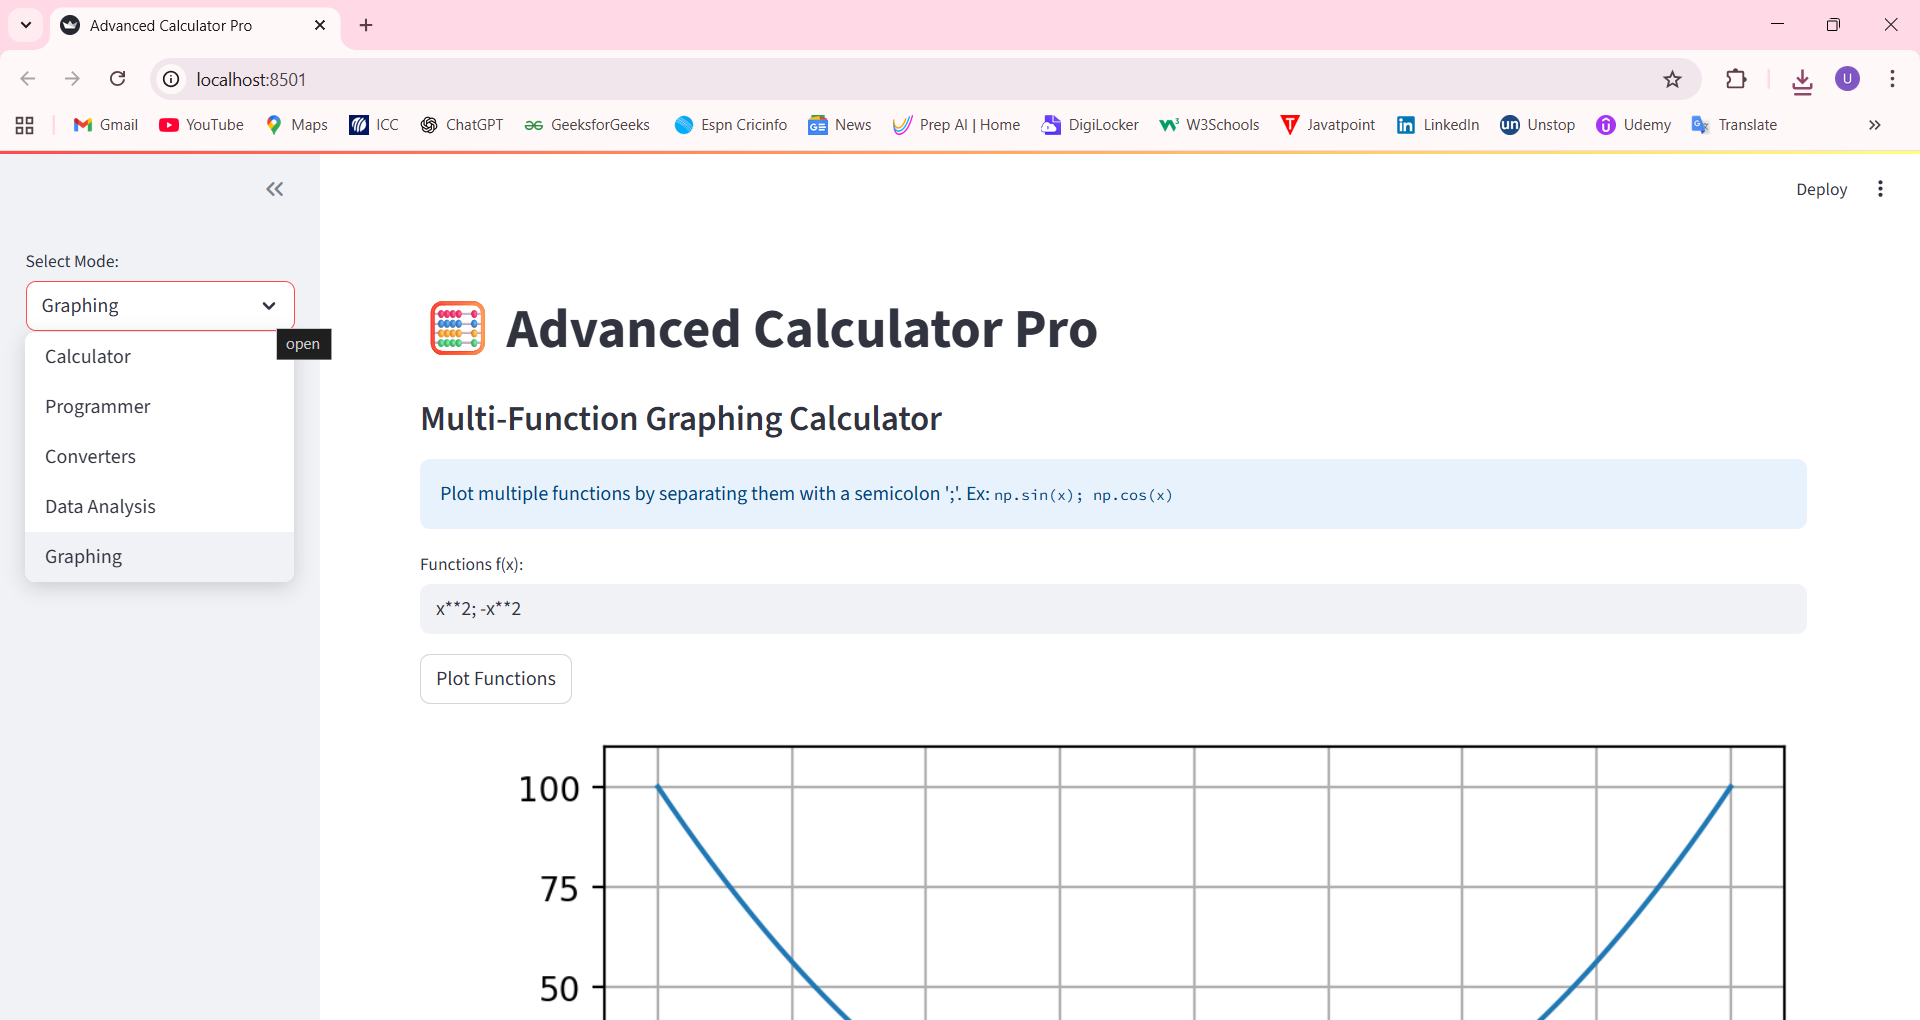 Advanced Calculator Pro
localhost:8501
U
Gmail YouTube Maps ICC ChatGPT GeeksforGeeks Espn Cricinfo News Prep AI | Home DigiLocker W3Schools Javatpoint LinkedIn Unstop Udemy Translate
Deploy
Select Mode:
Graphing
open
Calculator
Programmer
Converters
Data Analysis
Graphing
Advanced Calculator Pro
Multi-Function Graphing Calculator
Plot multiple functions by separating them with a semicolon ';'. Ex: np.sin(x); np.cos(x)
Functions f(x):
x**2; -x**2
Plot Functions
100
75
50